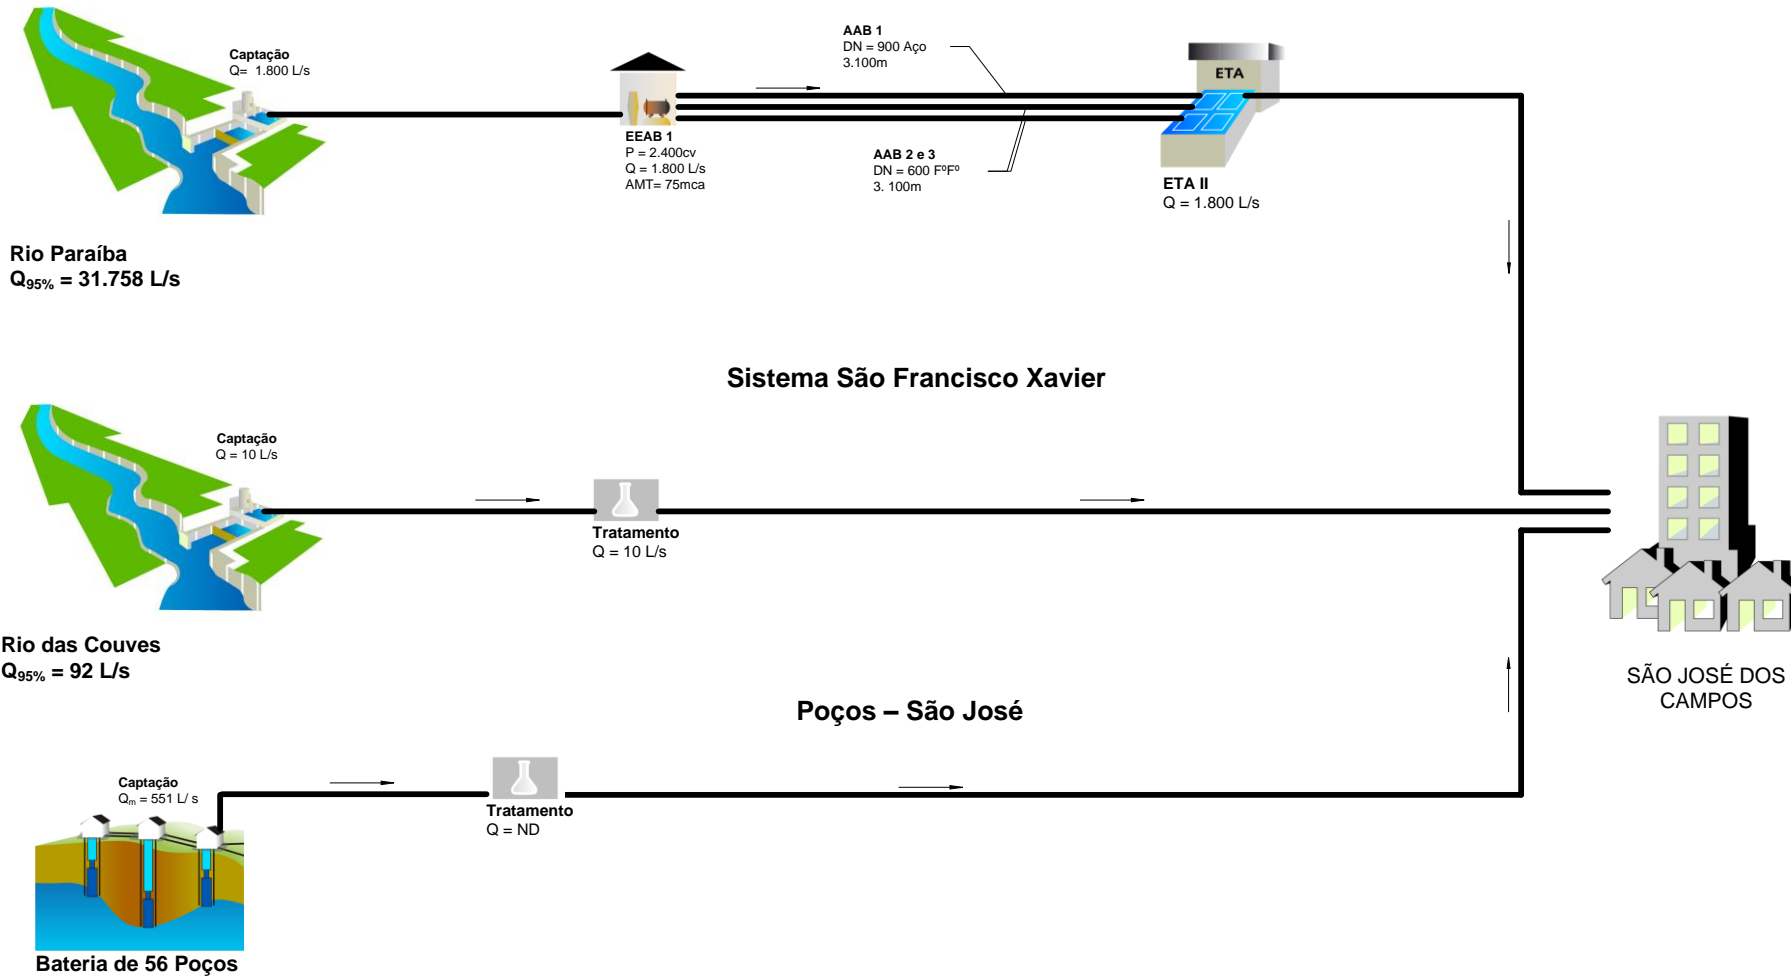 Captação
Q= 1.800 L/s
AAB 1
DN = 900 Aço
3.100m
ETA
EEAB 1
P = 2.400cv
Q = 1.800 L/s
AMT= 75mca
AAB 2 e 3
DN = 600 FºFº
3. 100m
ETA II
Q = 1.800 L/s
Rio Paraíba
Q95% = 31.758 L/s
Sistema São Francisco Xavier
Captação
Q = 10 L/s
Tratamento
Q = 10 L/s
Rio das Couves
Q95% = 92 L/s
SÃO JOSÉ DOS
CAMPOS
Poços – São José
Captação
Qm = 551 L/ s
Tratamento
Q = ND
Bateria de 56 Poços